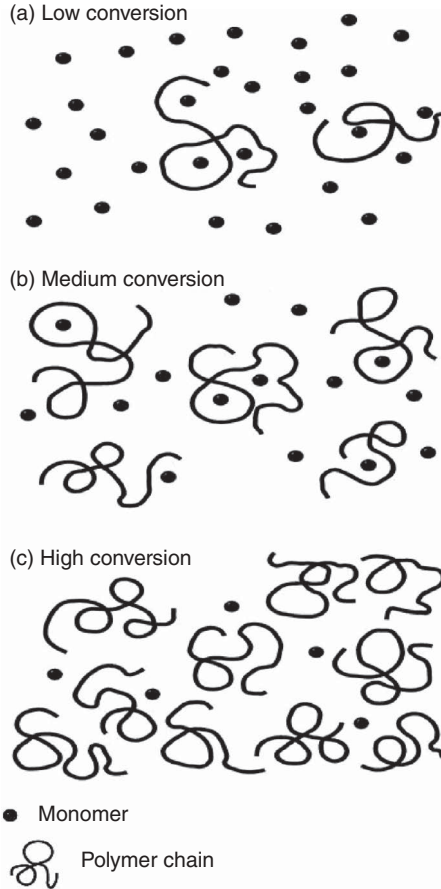 (a) Low conversion
(b) Medium conversion
(c) High conversion
Monomer
Polymer chain